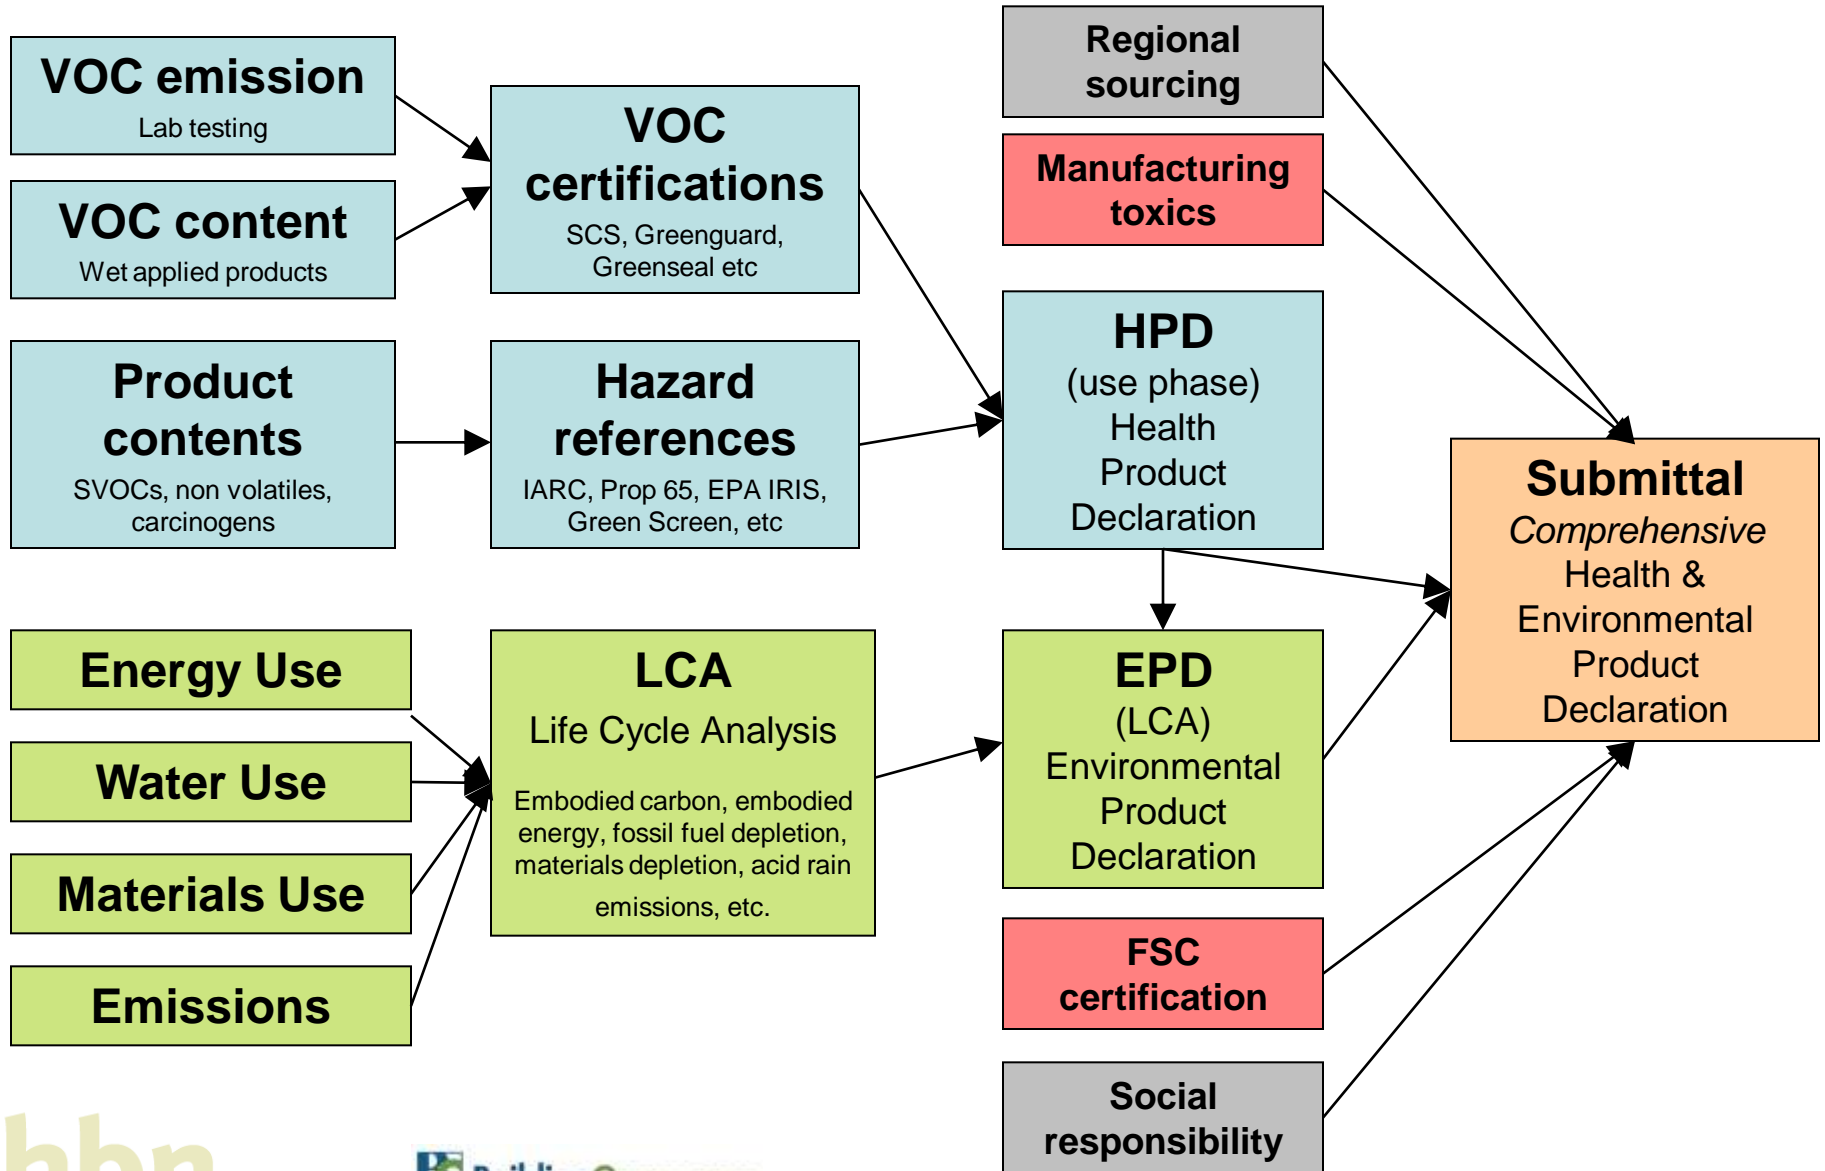 VOC emission
Lab testing
VOC content
Wet applied products
VOC
certifications
SCS, Greenguard,
Greenseal etc
Product
contents
SVOCs, non volatiles,
carcinogens
Hazard
references
IARC, Prop 65, EPA IRIS,
Green Screen, etc
Regional
sourcing
Manufacturing
toxics
HPD
(use phase)
Health
Product
Declaration
Energy Use
Water Use
Materials Use
Emissions
LCA
Life Cycle Analysis
Embodied carbon, embodied
energy, fossil fuel depletion,
materials depletion, acid rain
emissions, etc.
EPD
(LCA)
Environmental
Product
Declaration
FSC
certification
Social
responsibility
Submittal
Comprehensive
Health &
Environmental
Product
Declaration
hbn